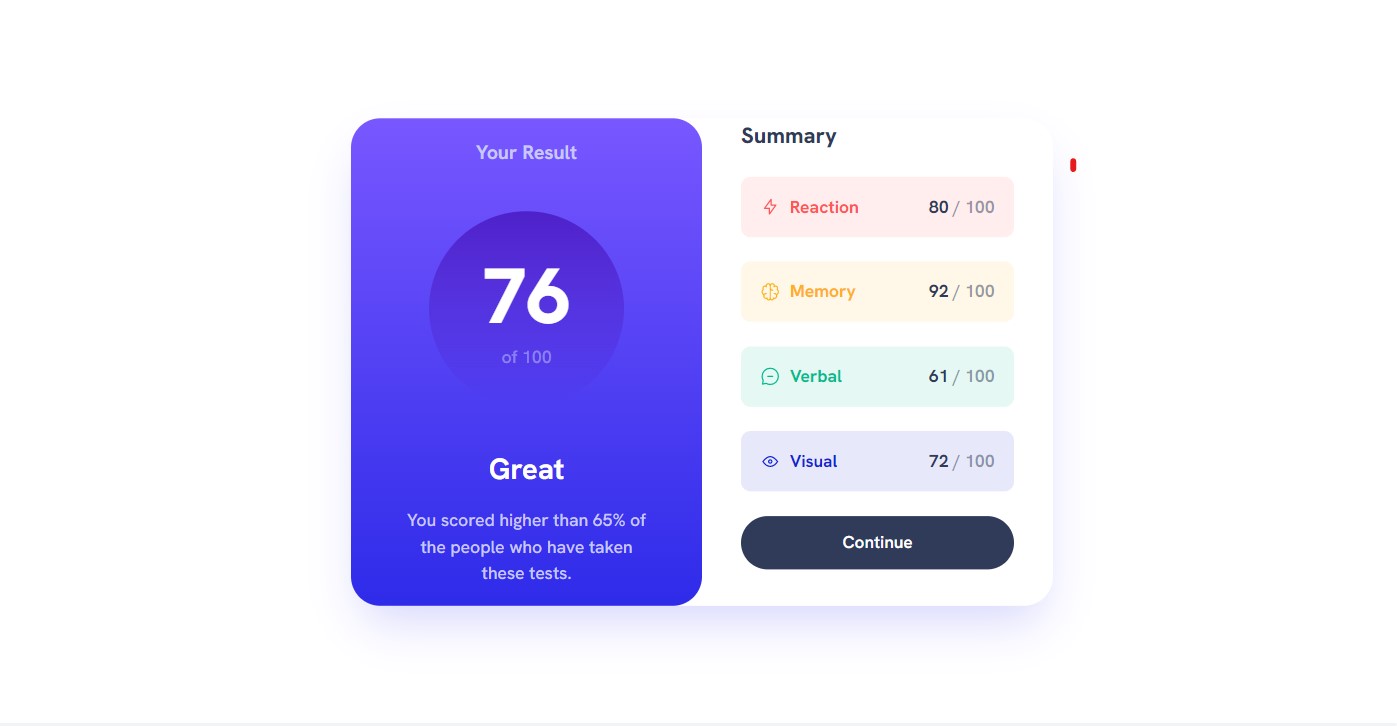 Your Result
76
of 100
Great
You scored higher than 65% of
the people who have taken
these tests.
Summary
Reaction 80 / 100
Memory 92 / 100
Verbal 61 / 100
Visual 72 / 100
Continue